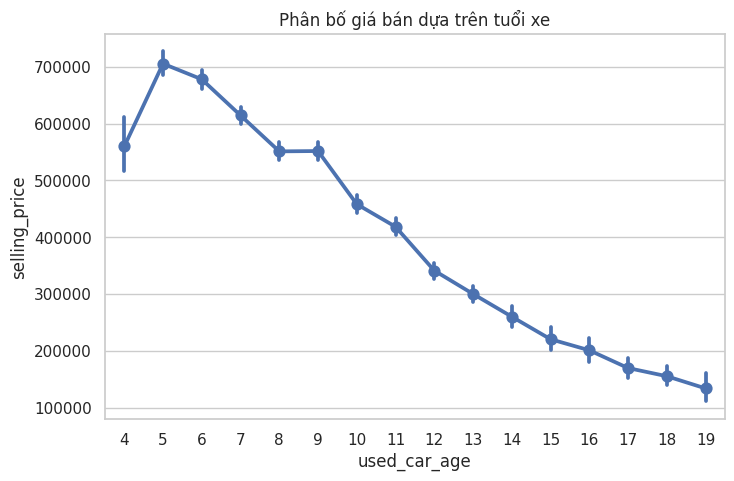 Phân bố giá bán dựa trên tuổi xe
selling_price
700000
600000
500000
400000
300000
200000
100000
4 5 6 7 8 9 10 11 12 13 14 15 16 17 18 19
used_car_age